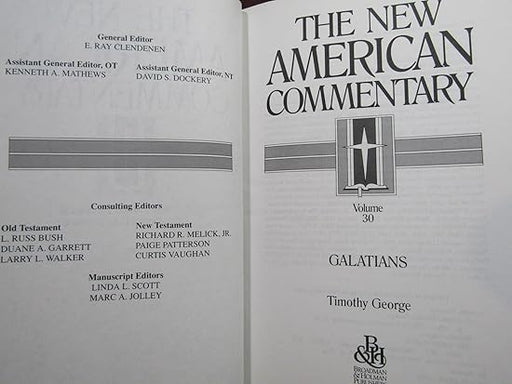 General Editor
E. RAY CLENDENEN
Assistant General Editor, OT
KENNETH A. MATHEWS
Assistant General Editor, NT
DAVID S. DOCKERY
Consulting Editors
Old Testament
L. RUSS BUSH
DUANE A. GARRETT
LARRY L. WALKER
New Testament
RICHARD R. MELICK, JR.
PAIGE PATTERSON
CURTIS VAUGHAN
Manuscript Editors
LINDA L. SCOTT
MARC A. JOLLEY
THE NEW
AMERICAN
COMMENTARY
Volume
30
GALATIANS
Timothy George
B
&H
BROADMAN
& HOLMAN
PUBLISHERS